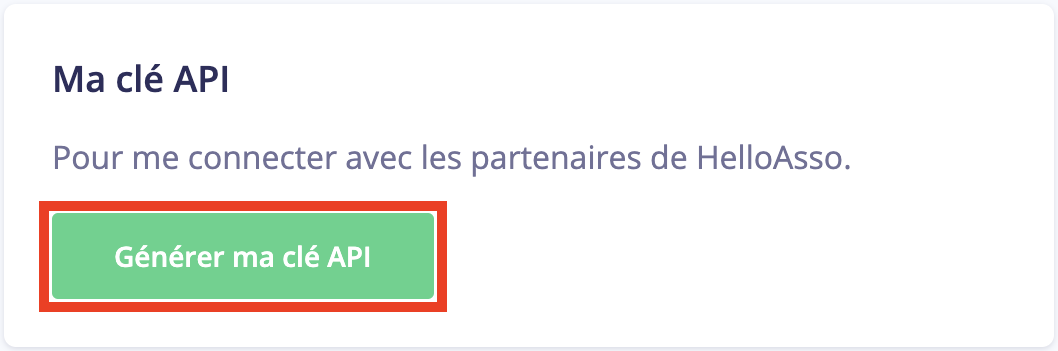 Ma clé API
Pour me connecter avec les partenaires de HelloAsso.
Générer ma clé API